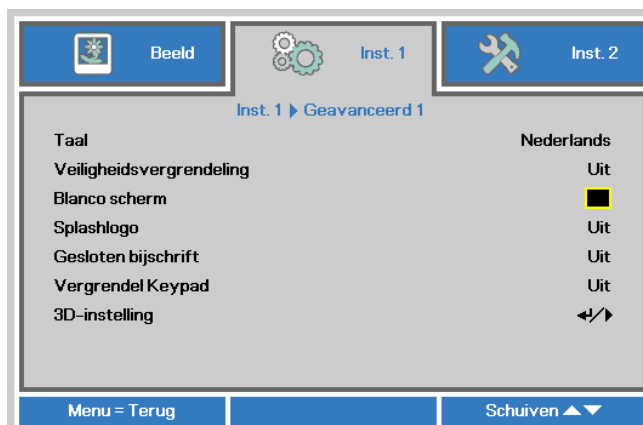 Beeld Inst. 1 Inst. 2
Inst. 1 Geavanceerd 1
Taal Nederlands
Veiligheidsvergrendeling Uit
Blanco scherm
Splashlogo Uit
Gesloten bijschrift Uit
Vergrendel Keypad Uit
3D-instelling
Menu = Terug Schuiven